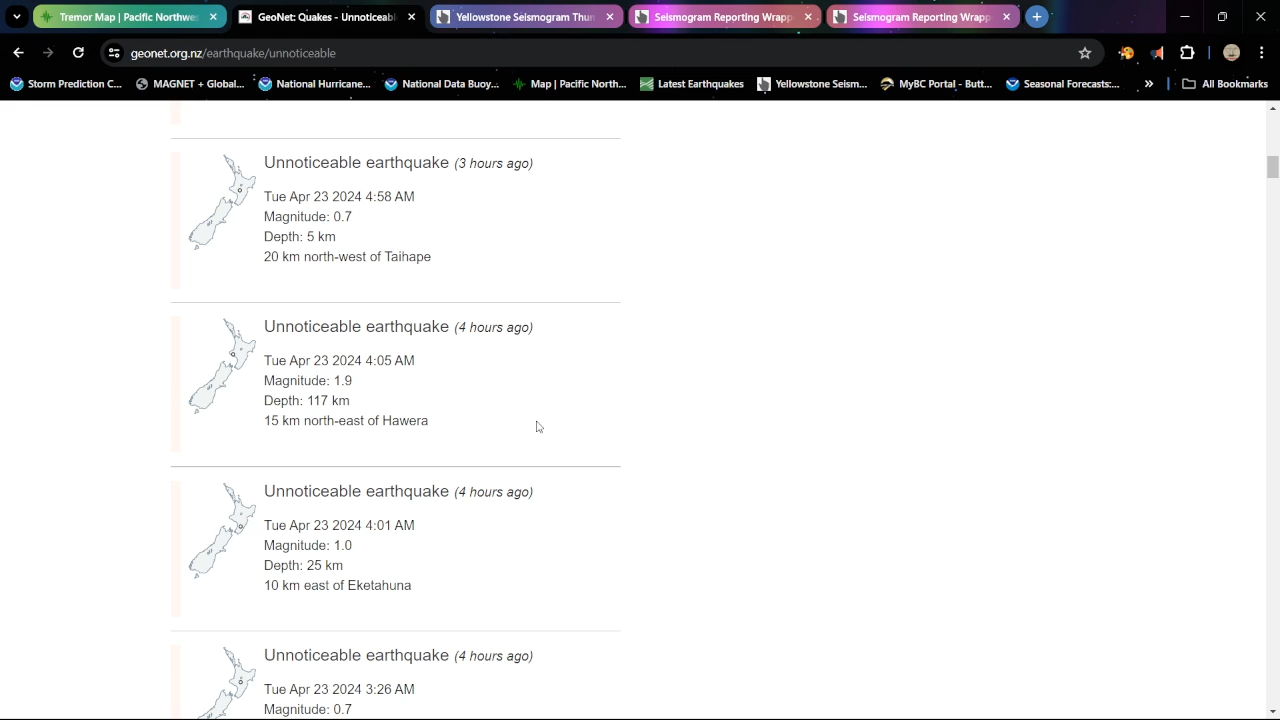 Tremor Map | Pacific Northwes
GeoNet: Quakes - Unnoticeabl
Yellowstone Seismogram Thun
Seismogram Reporting Wrapp
Seismogram Reporting Wrapp
geonet.org.nz/earthquake/unnoticeable
Storm Prediction C...
MAGNET + Global...
National Hurricane...
National Data Buoy...
Map | Pacific North...
Latest Earthquakes
Yellowstone Seism...
MyBC Portal - Butt...
Seasonal Forecasts:...
All Bookmarks
Unnoticeable earthquake (3 hours ago)
Tue Apr 23 2024 4:58 AM
Magnitude: 0.7
Depth: 5 km
20 km north-west of Taihape
Unnoticeable earthquake (4 hours ago)
Tue Apr 23 2024 4:05 AM
Magnitude: 1.9
Depth: 117 km
15 km north-east of Hawera
Unnoticeable earthquake (4 hours ago)
Tue Apr 23 2024 4:01 AM
Magnitude: 1.0
Depth: 25 km
10 km east of Eketahuna
Unnoticeable earthquake (4 hours ago)
Tue Apr 23 2024 3:26 AM
Magnitude: 0.7